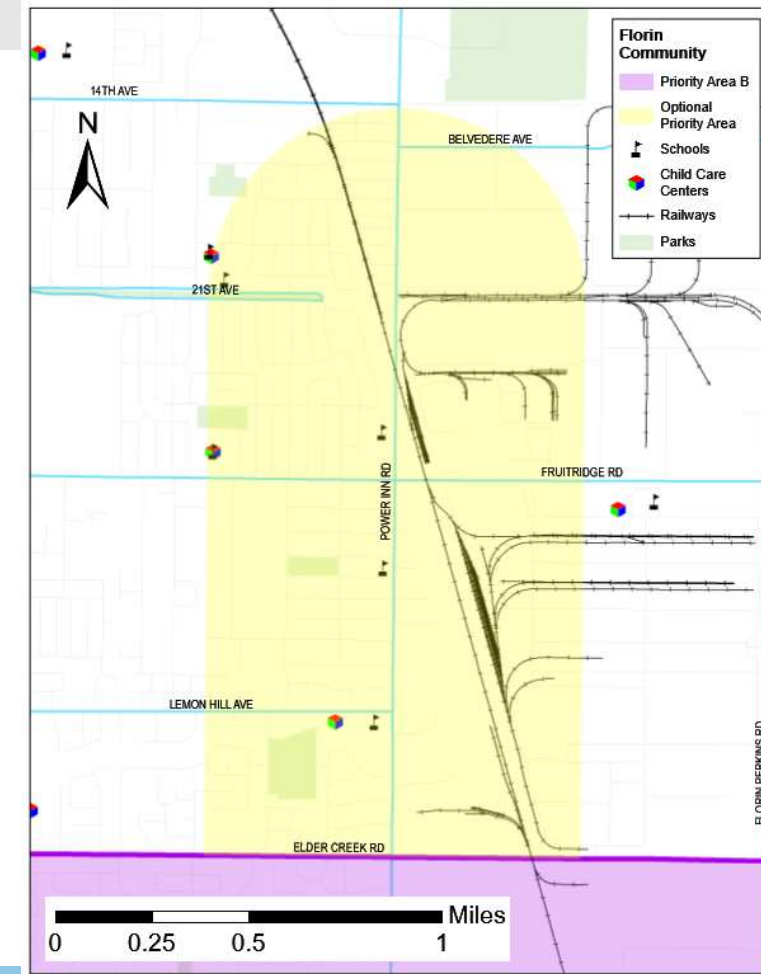 Florin
Community
Priority Area B
Optional
Priority Area
Schools
Child Care
Centers
Railways
Parks
14TH AVE
N
BELVEDERE AVE
21ST AVE
POWER INN RD
FRUITRIDGE RD
LEMON HILL AVE
FLORIN PERKINS RD
ELDER CREEK RD
Miles
0 0.25 0.5 1